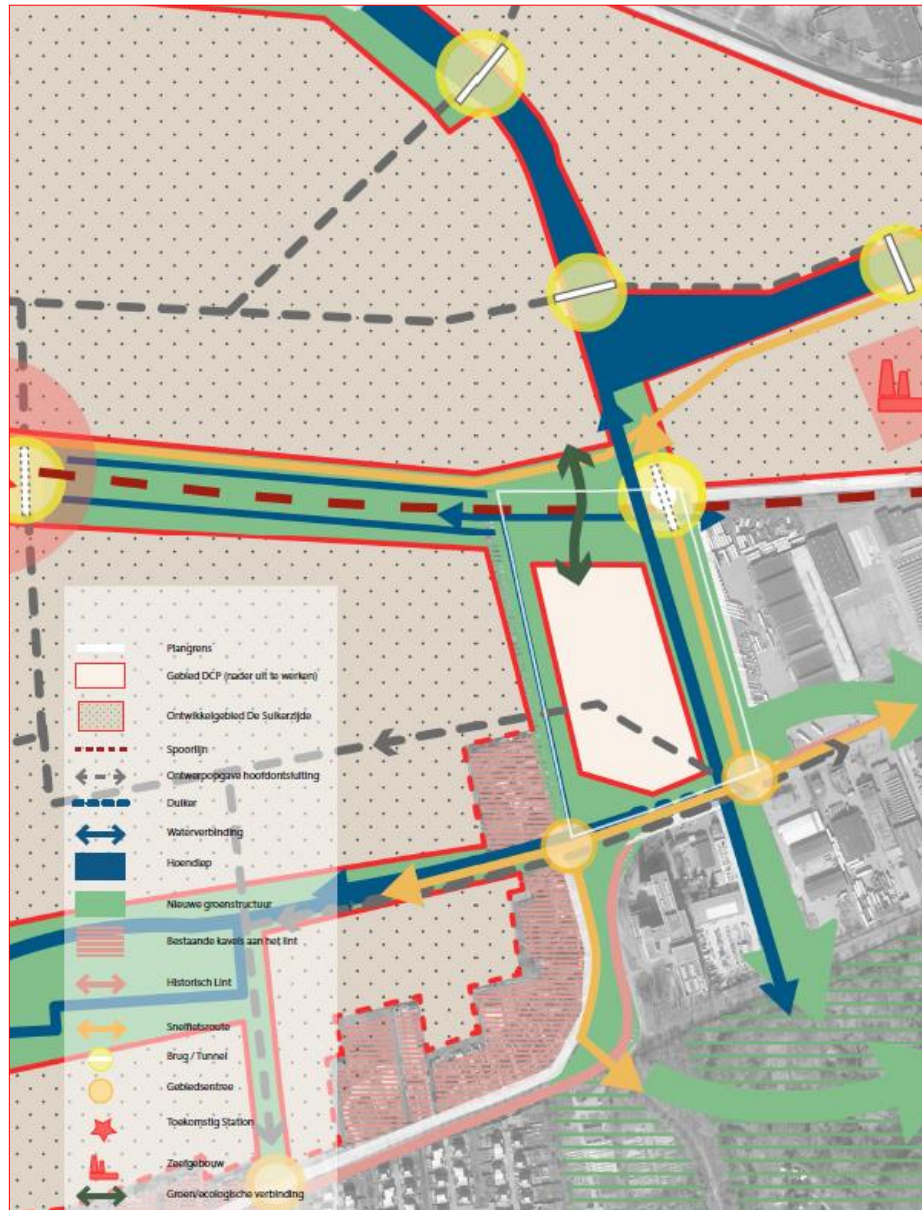 Plangrens
Gebied DCP (nader uit te werken)
Ontwikkelgebied De Suikerzijde
Spoorlijn
Ontwerpopgave hoofdontsluiting
Duiker
Waterverbinding
Hoendiep
Nieuwe groenstructuur
Bestaande kavels aan het lint
Historisch Lint
Snelfietsroute
Brug / Tunnel
Gebiedsentree
Toekomstig Station
Zeefgebouw
Groen/ecologische verbinding